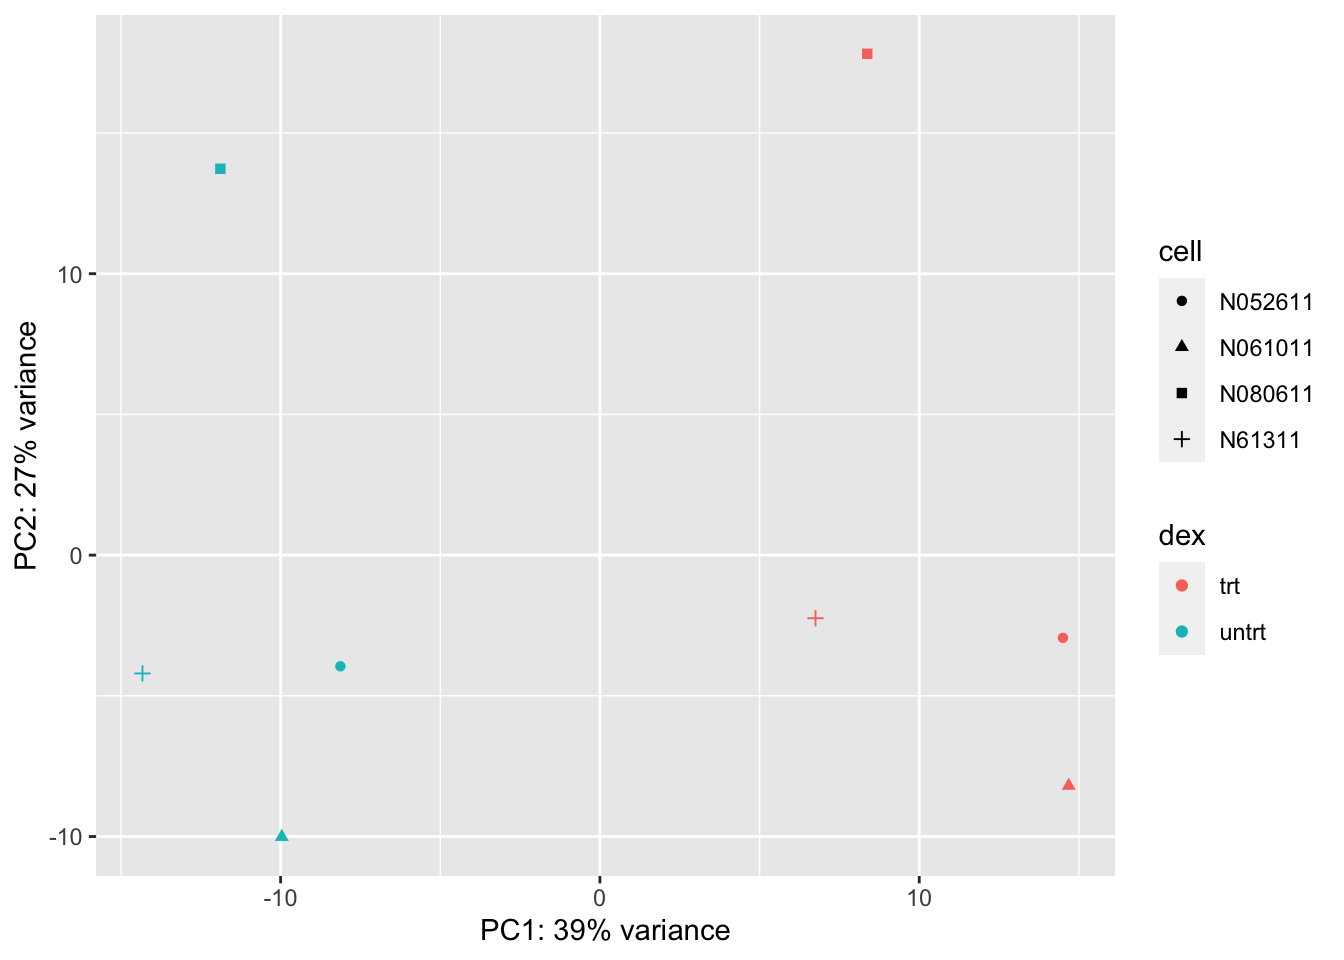 10
0
-10
PC2: 27% variance
-10
0
10
PC1: 39% variance
cell
N052611
N061011
N080611
N61311
dex
trt
untrt